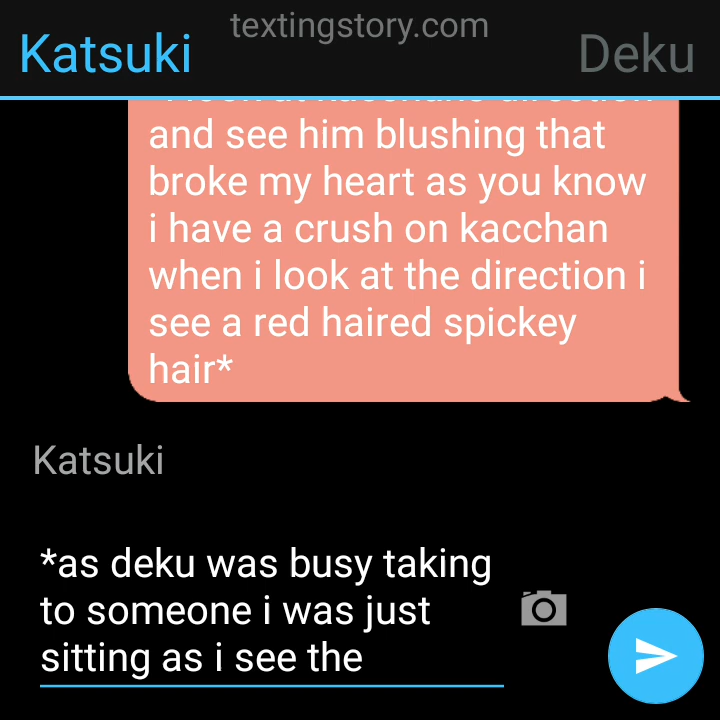 textingstory.com
Katsuki
Deku
and see him blushing that
broke my heart as you know
i have a crush on kacchan
when i look at the direction i
see a red haired spickey
hair*
Katsuki
*as deku was busy taking
to someone i was just
sitting as i see the